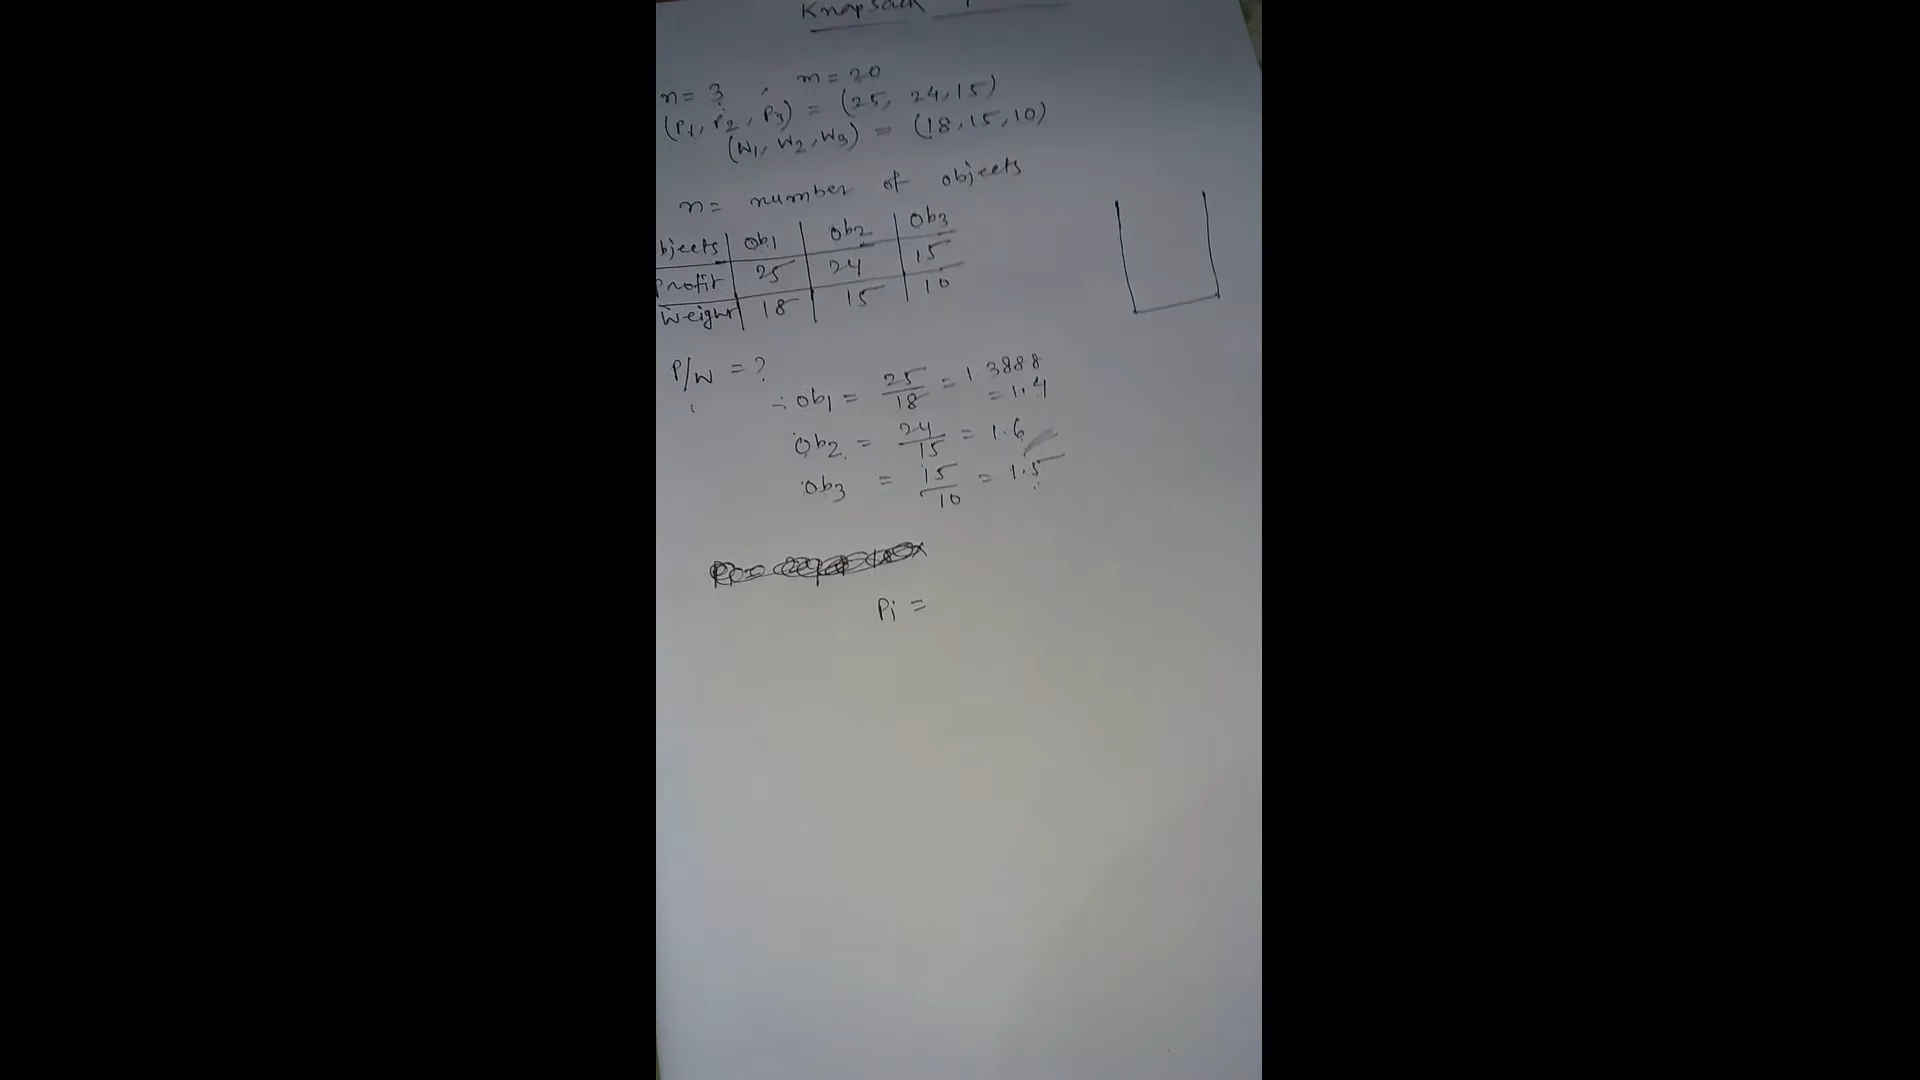 Knapsack
n = 3 , m = 20
(P1, P2, P3) = (25, 24, 15)
(W1, W2, W3) = (18, 15, 10)
n = number of objects
bjects | Ob1 | Ob2 | Ob3
Profit | 25 | 24 | 15
Weight | 18 | 15 | 10
P/W = ?
Ob1 = 25/18 = 1.3888
= 1.4
Ob2 = 24/15 = 1.6
Ob3 = 15/10 = 1.5
Pi =